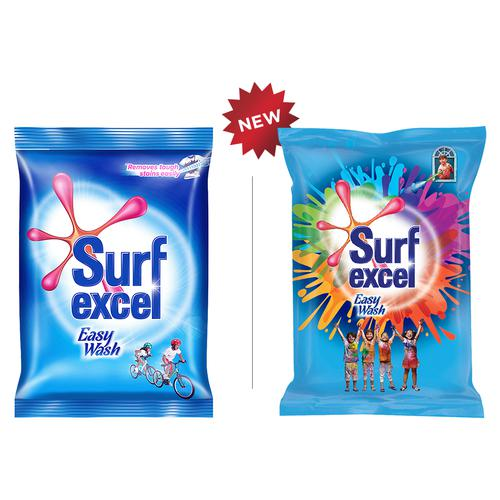 Removes tough
stains easily
Surf
excel
Easy
Wash
NEW
Surf
excel
Easy
Wash